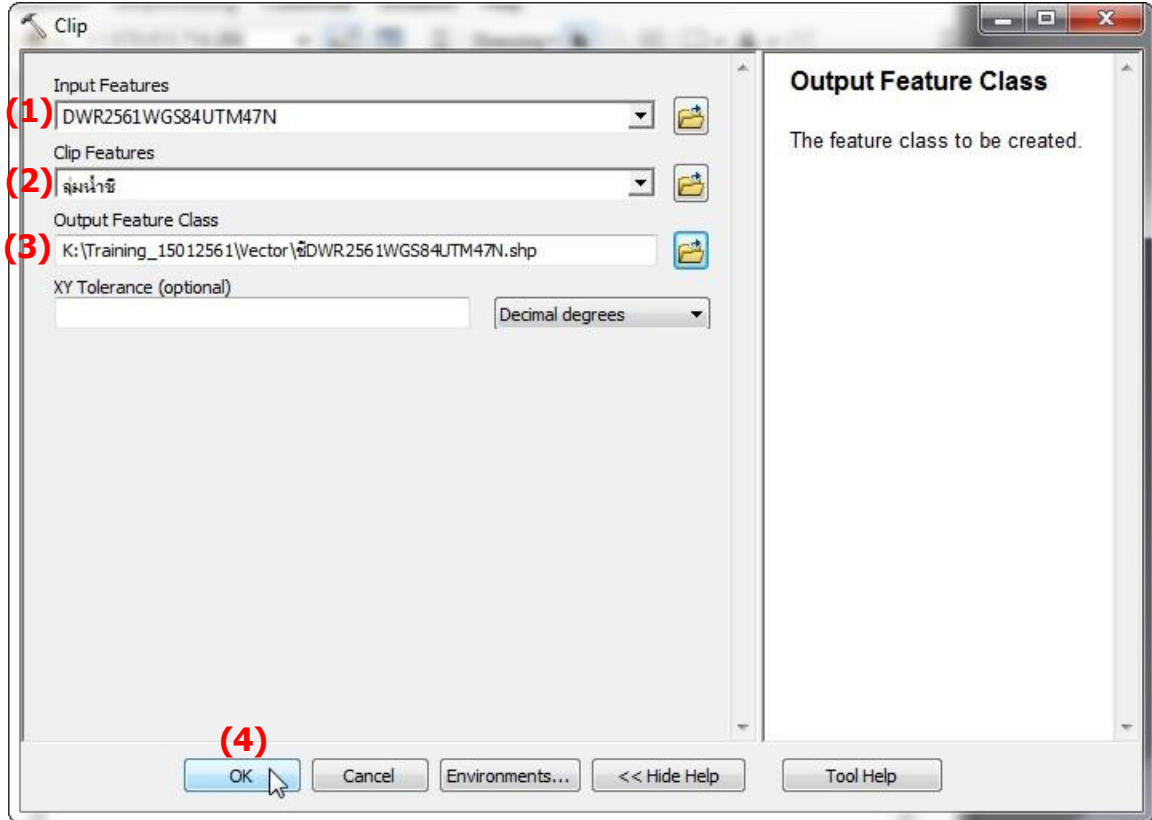 Clip
Input Features
(1) DWR2561WGS84UTM47N
Clip Features
(2) ลุ่มน้ำชี
Output Feature Class
(3) K:\Training_15012561\Vector\ชีDWR2561WGS84UTM47N.shp
XY Tolerance (optional)
Decimal degrees
Output Feature Class
The feature class to be created.
(4)
OK Cancel Environments... << Hide Help Tool Help